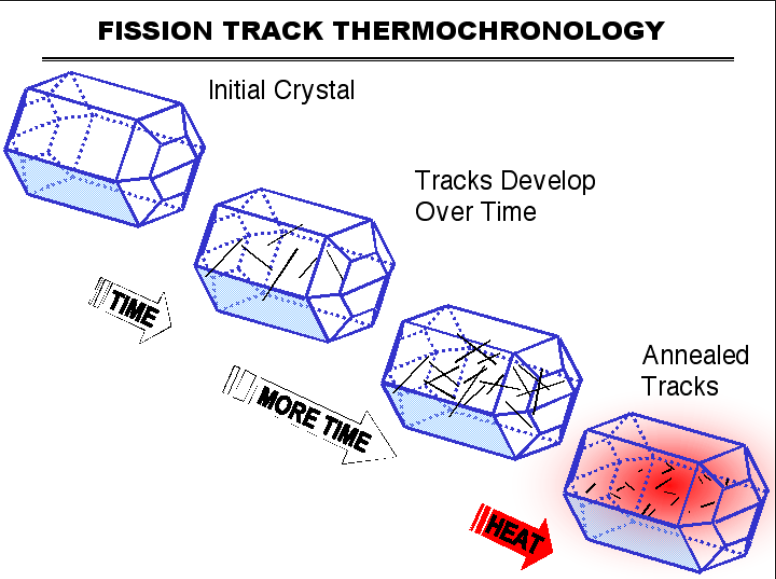 FISSION TRACK THERMOCHRONOLOGY
Initial Crystal
Tracks Develop
Over Time
TIME
MORE TIME
Annealed
Tracks
HEAT